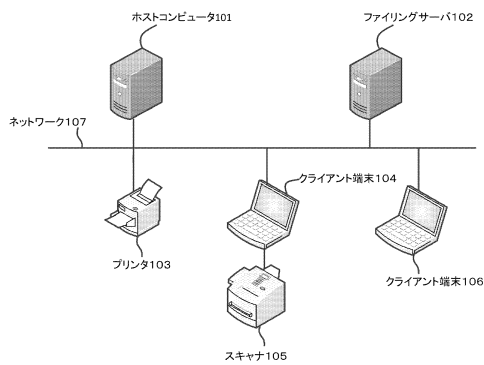 ホストコンピュータ101
ファイリングサーバ１０２
ネットワーク１０７
クライアント端末１０４
プリンタ１０３
クライアント端末１０６
スキャナ１０５